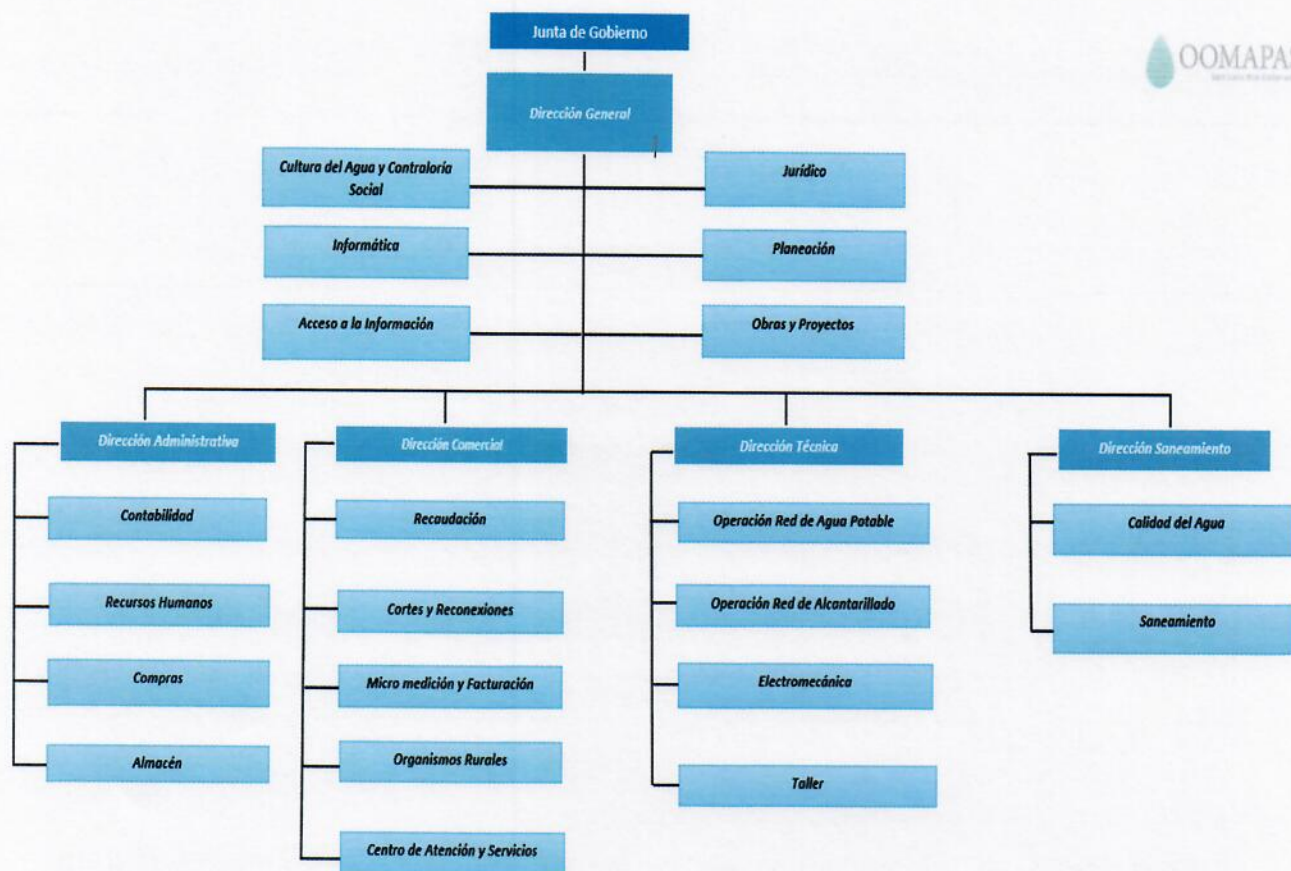 Junta de Gobierno
OOMAPAS
Dirección General
Cultura del Agua y Contraloría
Social
Jurídico
Informática
Planeación
Acceso a la Información
Obras y Proyectos
Dirección Administrativa
Dirección Comercial
Dirección Técnica
Dirección Saneamiento
Contabilidad
Recaudación
Operación Red de Agua Potable
Calidad del Agua
Recursos Humanos
Cortes y Reconexiones
Operación Red de Alcantarillado
Saneamiento
Compras
Micro medición y Facturación
Electromecánica
Almacén
Organismos Rurales
Taller
Centro de Atención y Servicios